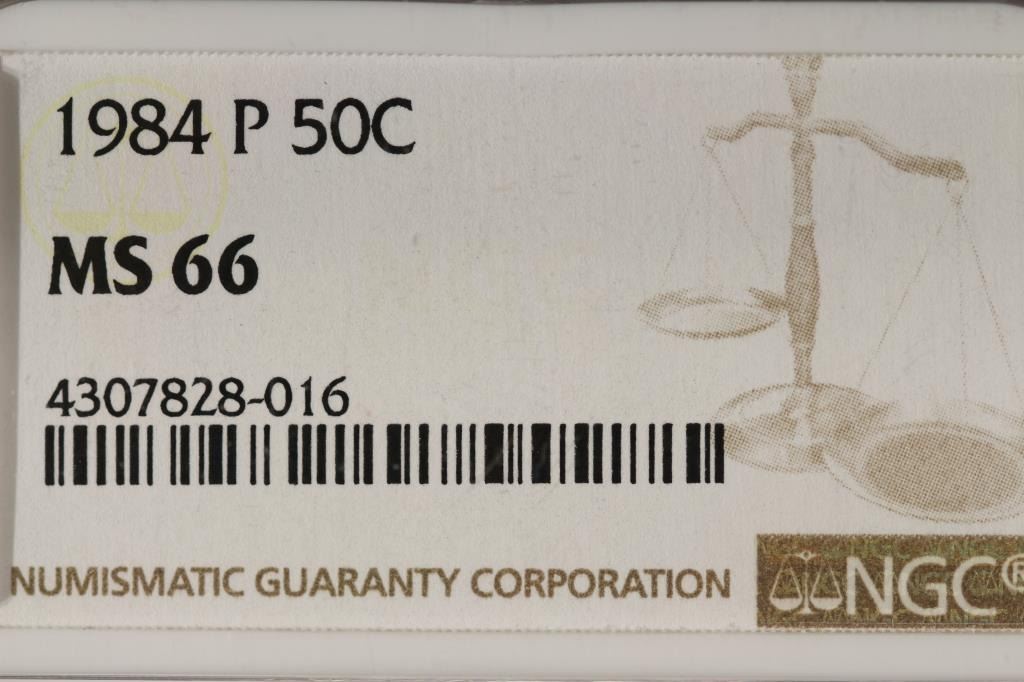 1984 P 50C
MS 66
4307828-016
NUMISMATIC GUARANTY CORPORATION
NGC®